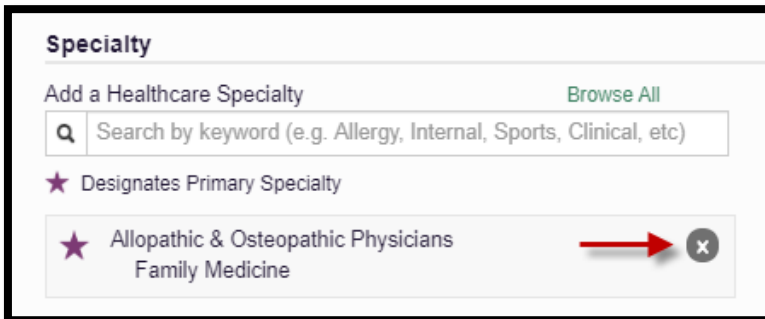 Specialty
Add a Healthcare Specialty Browse All
Search by keyword (e.g. Allergy, Internal, Sports, Clinical, etc)
Designates Primary Specialty
Allopathic & Osteopathic Physicians
Family Medicine